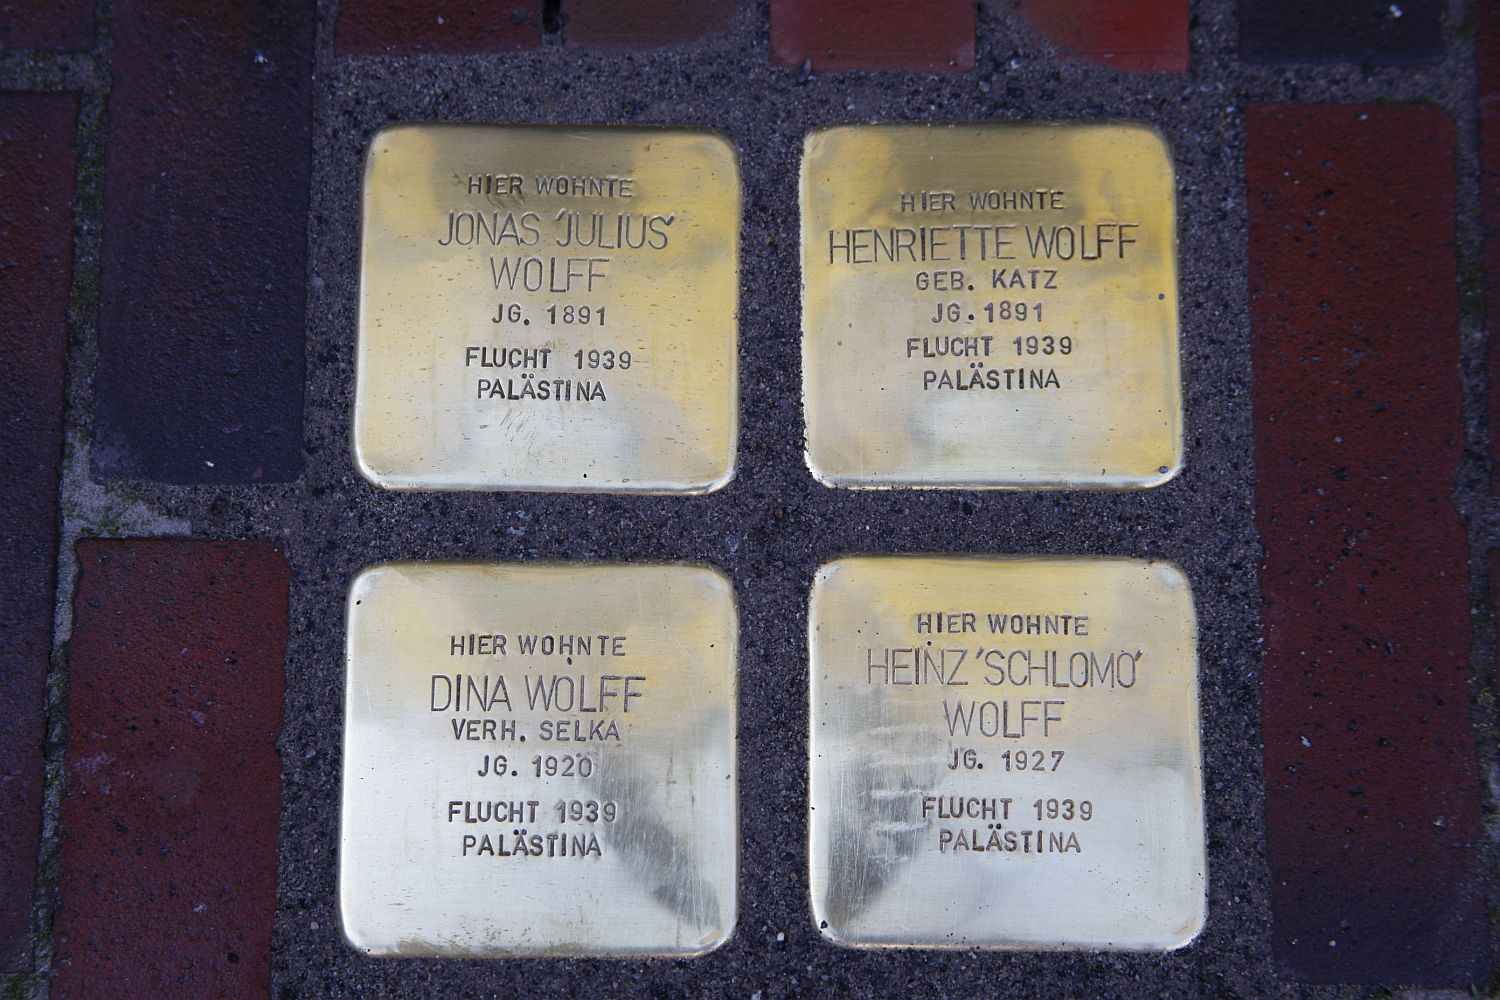 HIER WOHNTE
JONAS 'JULIUS'
WOLFF
JG. 1891
FLUCHT 1939
PALÄSTINA
HIER WOHNTE
HENRIETTE WOLFF
GEB. KATZ
JG. 1891
FLUCHT 1939
PALÄSTINA
HIER WOHNTE
DINA WOLFF
VERH. SELKA
JG. 1920
FLUCHT 1939
PALÄSTINA
HIER WOHNTE
HEINZ 'SCHLOMO'
WOLFF
JG. 1927
FLUCHT 1939
PALÄSTINA